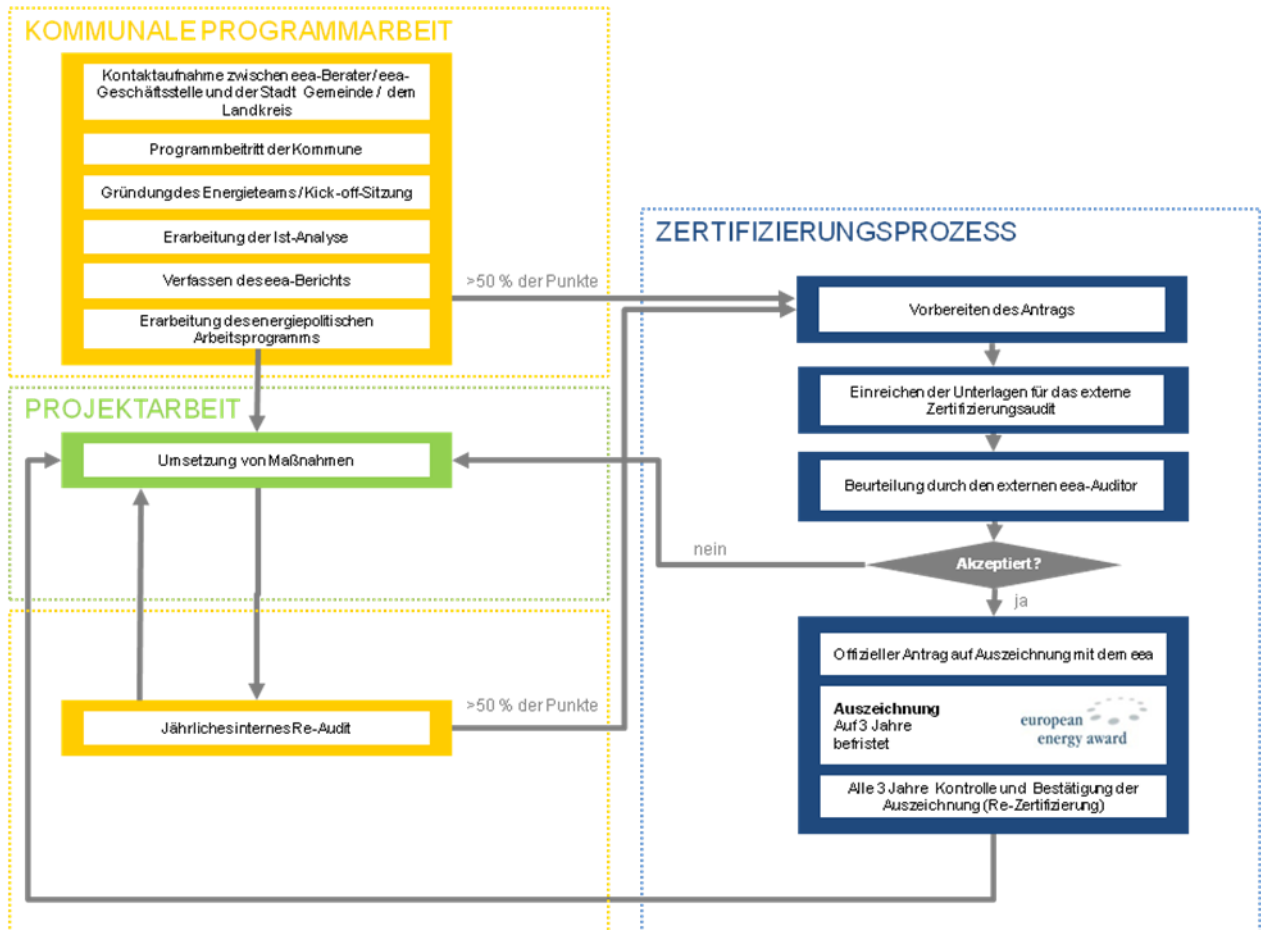 KOMMUNALE PROGRAMMARBEIT
Kontaktaufnahme zwischen eea-Berater/eea-
Geschäftsstelle und der Stadt Gemeinde / dem
Landkreis
Programmbeitritt der Kommune
Gründung des Energieteams / Kick-off-Sitzung
Erarbeitung der Ist-Analyse
Verfassen des eea-Berichts
Erarbeitung des energiepolitischen
Arbeitsprogramms
>50 % der Punkte
PROJEKTARBEIT
Umsetzung von Maßnahmen
Jährliches internes Re-Audit
>50 % der Punkte
ZERTIFIZIERUNGSPROZESS
Vorbereiten des Antrags
Einreichen der Unterlagen für das externe
Zertifizierungsaudit
Beurteilung durch den externen eea-Auditor
Akzeptiert?
nein
ja
Offizieller Antrag auf Auszeichnung mit dem eea
Auszeichnung
Auf 3 Jahre
befristet
european
energy award
Alle 3 Jahre Kontrolle und Bestätigung der
Auszeichnung (Re-Zertifizierung)